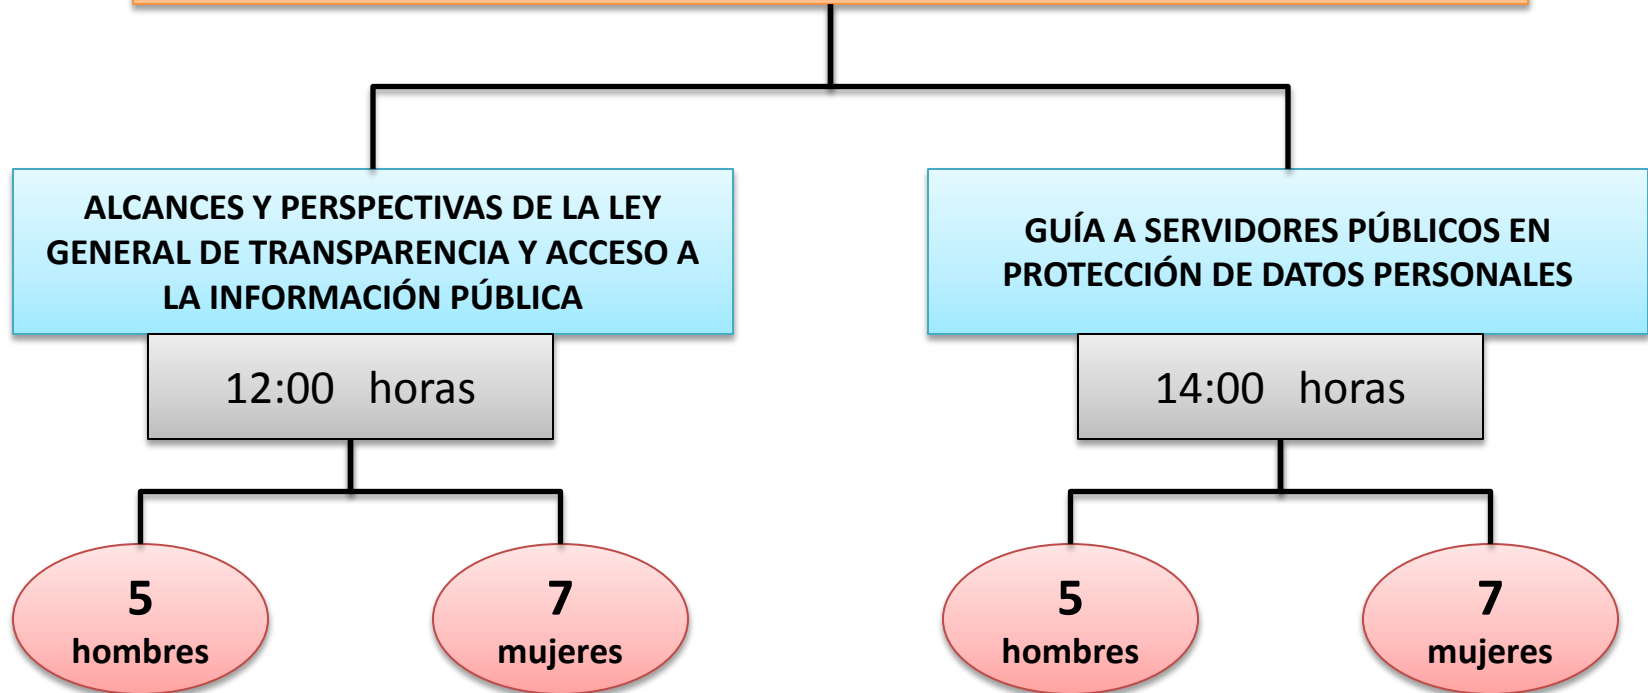 ALCANCES Y PERSPECTIVAS DE LA LEY
GENERAL DE TRANSPARENCIA Y ACCESO A
LA INFORMACIÓN PÚBLICA
12:00 horas
5
hombres
7
mujeres
GUÍA A SERVIDORES PÚBLICOS EN
PROTECCIÓN DE DATOS PERSONALES
14:00 horas
5
hombres
7
mujeres